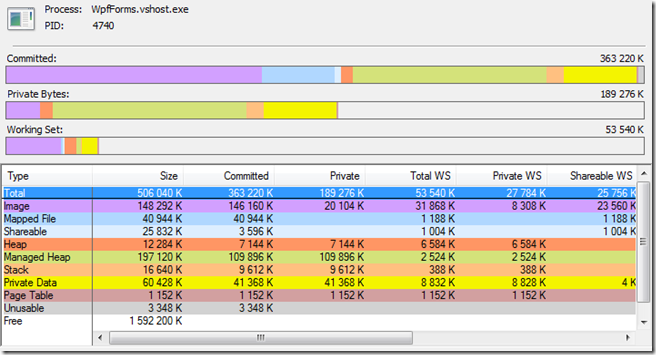 Process: WpfForms.vshost.exe
PID: 4740
Committed: 363 220 K
Private Bytes: 189 276 K
Working Set: 53 540 K
Type Size Committed Private Total WS Private WS Shareable WS
Total 506 040 K 363 220 K 189 276 K 53 540 K 27 784 K 25 756 K
Image 148 292 K 146 160 K 20 104 K 31 868 K 8 308 K 23 560 K
Mapped File 40 944 K 40 944 K 1 188 K 1 188 K
Shareable 25 832 K 3 596 K 1 004 K 1 004 K
Heap 12 284 K 7 144 K 7 144 K 6 584 K 6 584 K
Managed Heap 197 120 K 109 896 K 109 896 K 2 524 K 2 524 K
Stack 16 640 K 9 612 K 9 612 K 388 K 388 K
Private Data 60 428 K 41 368 K 41 368 K 8 832 K 8 828 K 4 K
Page Table 1 152 K 1 152 K 1 152 K 1 152 K 1 152 K
Unusable 3 348 K 3 348 K
Free 1 592 200 K